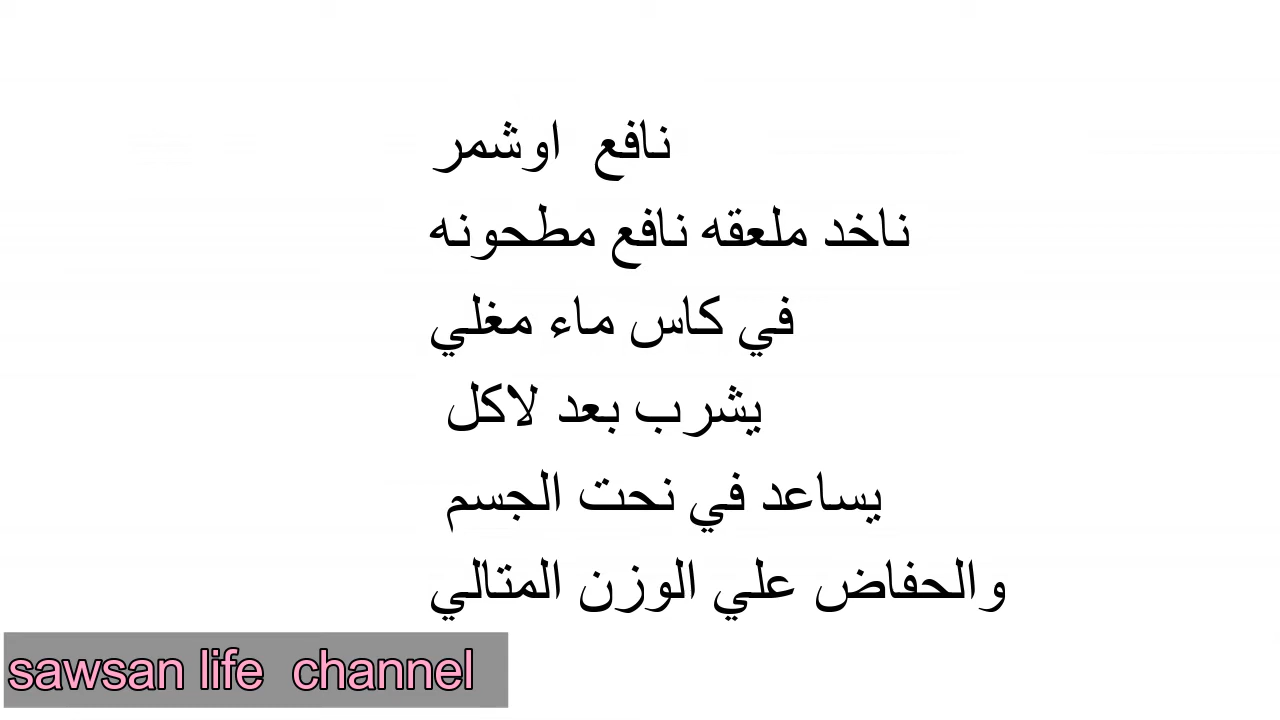 نافع اوشمر
ناخد ملعقه نافع مطحونه
في كاس ماء مغلي
يشرب بعد لاكل
يساعد في نحت الجسم
والحفاض علي الوزن المتالي
sawsan life channel